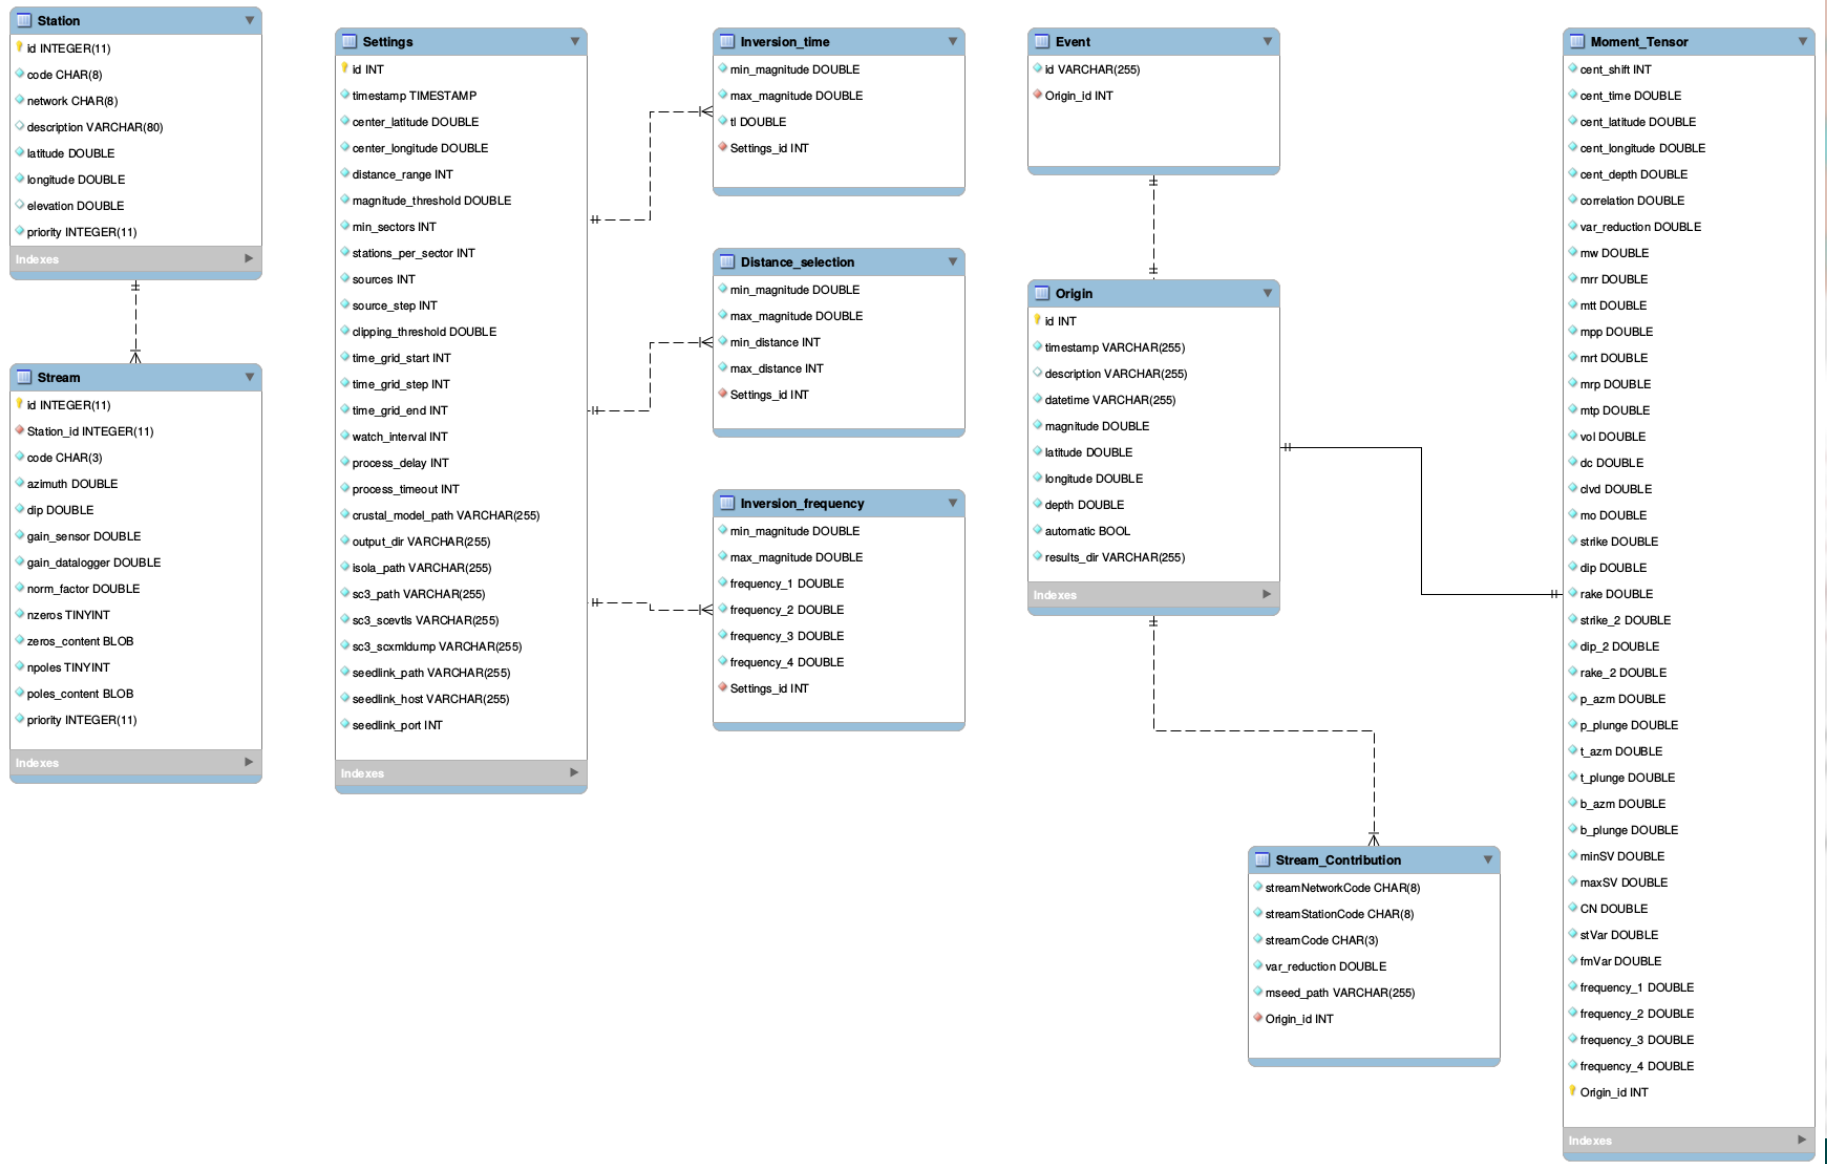 Station
id INTEGER(11)
code CHAR(8)
network CHAR(8)
description VARCHAR(80)
latitude DOUBLE
longitude DOUBLE
elevation DOUBLE
priority INTEGER(11)
Indexes
Stream
id INTEGER(11)
Station_id INTEGER(11)
code CHAR(3)
azimuth DOUBLE
dip DOUBLE
gain_sensor DOUBLE
gain_datalogger DOUBLE
norm_factor DOUBLE
nzeros TINYINT
zeros_content BLOB
npoles TINYINT
poles_content BLOB
priority INTEGER(11)
Indexes
Settings
id INT
timestamp TIMESTAMP
center_latitude DOUBLE
center_longitude DOUBLE
distance_range INT
magnitude_threshold DOUBLE
min_sectors INT
stations_per_sector INT
sources INT
source_step INT
clipping_threshold DOUBLE
time_grid_start INT
time_grid_step INT
time_grid_end INT
watch_interval INT
process_delay INT
process_timeout INT
crustal_model_path VARCHAR(255)
output_dir VARCHAR(255)
isola_path VARCHAR(255)
sc3_path VARCHAR(255)
sc3_scevtls VARCHAR(255)
sc3_scxmldump VARCHAR(255)
seedlink_path VARCHAR(255)
seedlink_host VARCHAR(255)
seedlink_port INT
Indexes
Inversion_time
min_magnitude DOUBLE
max_magnitude DOUBLE
tl DOUBLE
Settings_id INT
Distance_selection
min_magnitude DOUBLE
max_magnitude DOUBLE
min_distance INT
max_distance INT
Settings_id INT
Inversion_frequency
min_magnitude DOUBLE
max_magnitude DOUBLE
frequency_1 DOUBLE
frequency_2 DOUBLE
frequency_3 DOUBLE
frequency_4 DOUBLE
Settings_id INT
Event
id VARCHAR(255)
Origin_id INT
Origin
id INT
timestamp VARCHAR(255)
description VARCHAR(255)
datetime VARCHAR(255)
magnitude DOUBLE
latitude DOUBLE
longitude DOUBLE
depth DOUBLE
automatic BOOL
results_dir VARCHAR(255)
Indexes
Stream_Contribution
streamNetworkCode CHAR(8)
streamStationCode CHAR(8)
streamCode CHAR(3)
var_reduction DOUBLE
mseed_path VARCHAR(255)
Origin_id INT
Moment_Tensor
cent_shift INT
cent_time DOUBLE
cent_latitude DOUBLE
cent_longitude DOUBLE
cent_depth DOUBLE
correlation DOUBLE
var_reduction DOUBLE
mw DOUBLE
mrr DOUBLE
mtt DOUBLE
mpp DOUBLE
mrt DOUBLE
mrp DOUBLE
mtp DOUBLE
vol DOUBLE
dc DOUBLE
clvd DOUBLE
mo DOUBLE
strike DOUBLE
dip DOUBLE
rake DOUBLE
strike_2 DOUBLE
dip_2 DOUBLE
rake_2 DOUBLE
p_azm DOUBLE
p_plunge DOUBLE
t_azm DOUBLE
t_plunge DOUBLE
b_azm DOUBLE
b_plunge DOUBLE
minSV DOUBLE
maxSV DOUBLE
CN DOUBLE
stVar DOUBLE
fmVar DOUBLE
frequency_1 DOUBLE
frequency_2 DOUBLE
frequency_3 DOUBLE
frequency_4 DOUBLE
Origin_id INT
Indexes